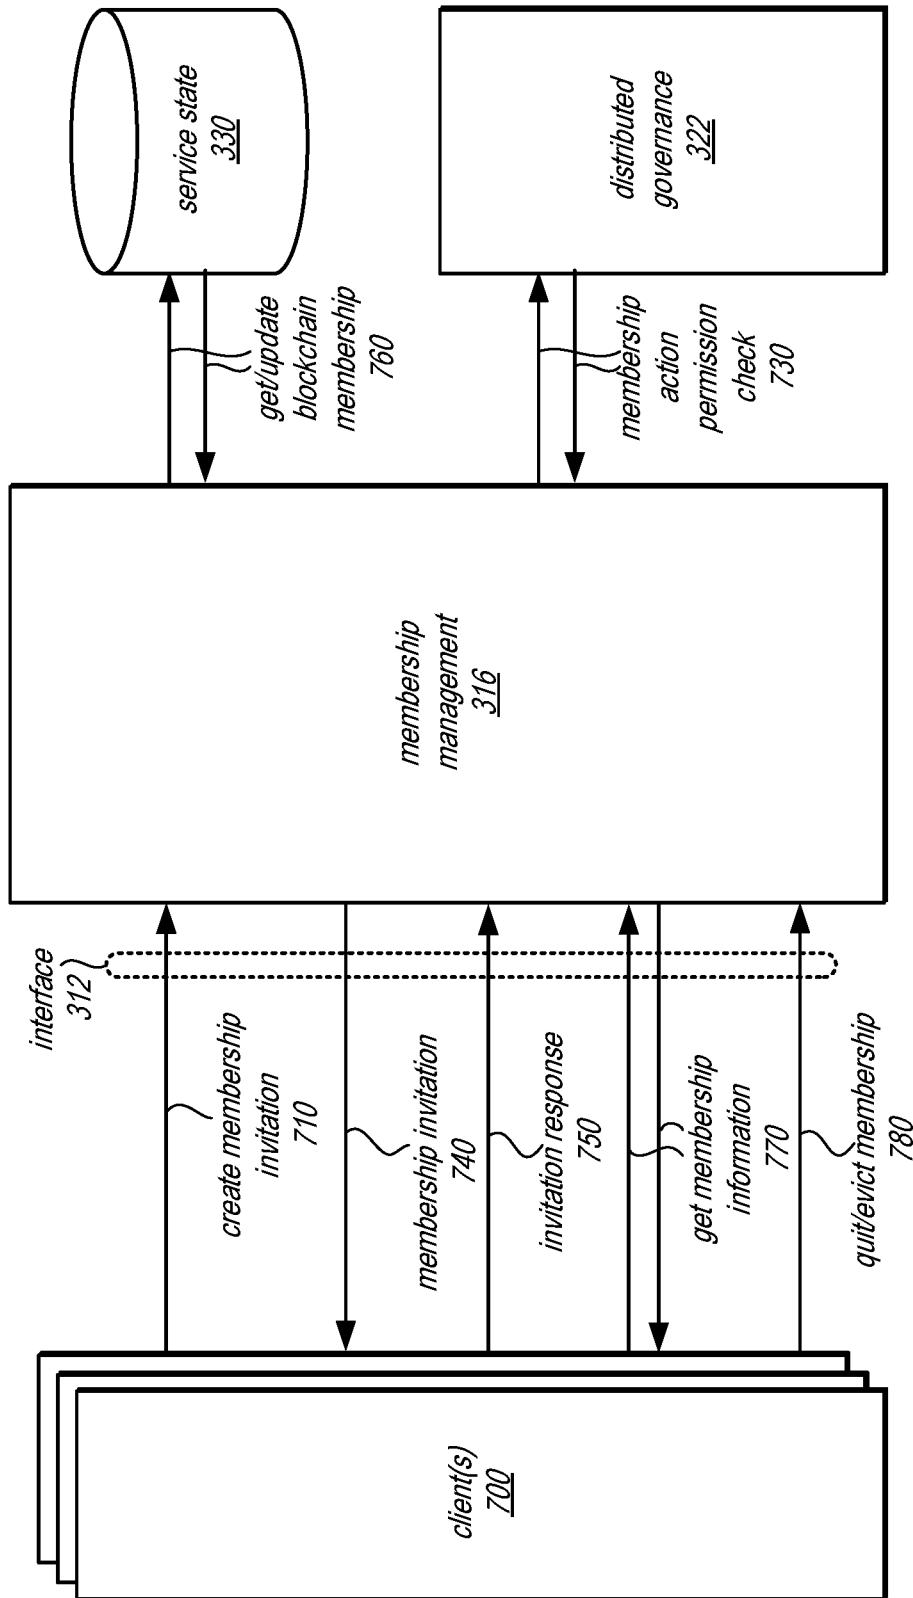 client(s)
700
create membership
invitation
710
membership invitation
740
invitation response
750
get membership
information
770
quit/evict membership
780
interface
312
membership
management
316
get/update
blockchain
membership
760
membership
action
permission
check
730
service state
330
distributed
governance
322